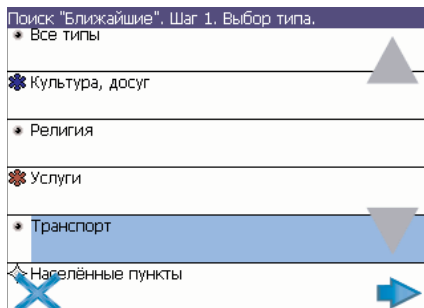 Поиск "Ближайшие". Шаг 1. Выбор типа.
Все типы
Культура, досуг
Религия
Услуги
Транспорт
Населённые пункты